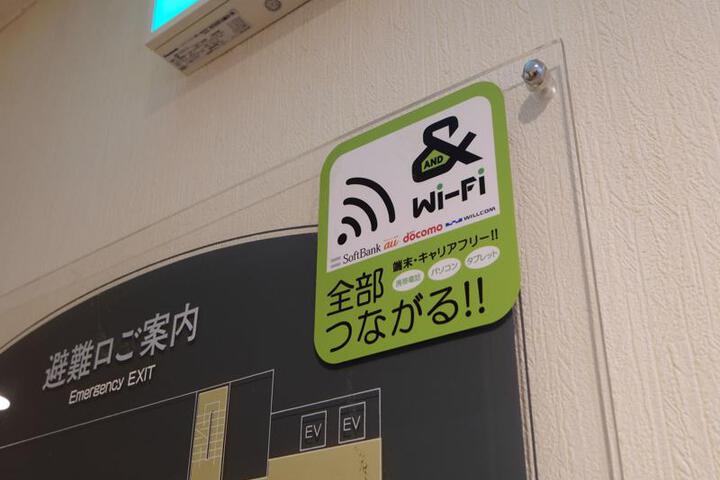 AND
&
Wi-Fi
SoftBank au docomo WILLCOM
端末・キャリアフリー!!
携帯電話 パソコン タブレット
全部
つながる!!
避難口ご案内
Emergency EXIT
EV EV